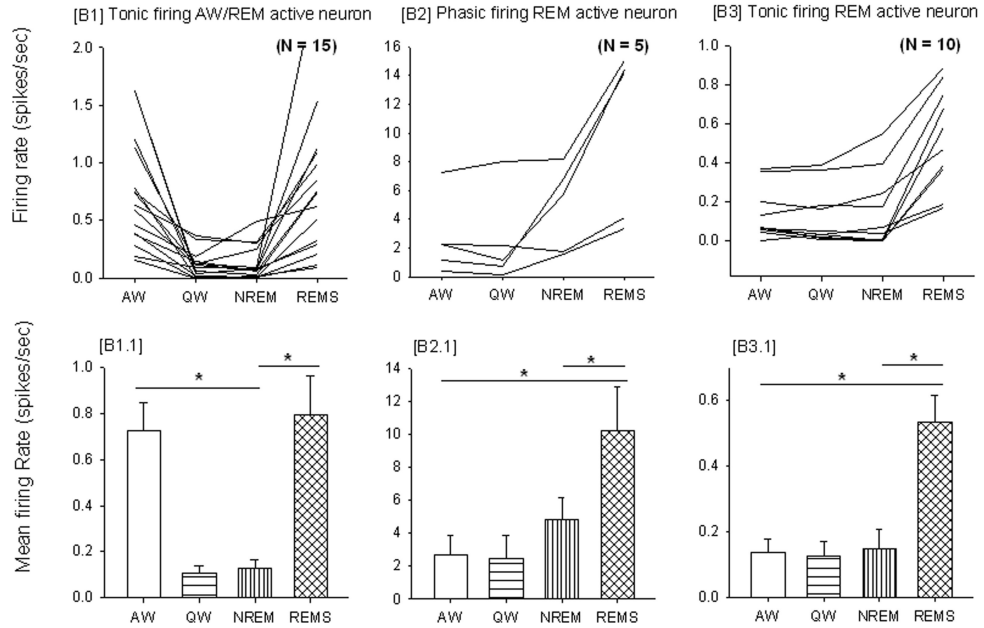 [B1] Tonic firing AW/REM active neuron
[B2] Phasic firing REM active neuron
[B3] Tonic firing REM active neuron
Firing rate (spikes/sec)
(N = 15)
2.0
1.5
1.0
0.5
0.0
AW QW NREM REMS
(N = 5)
16
14
12
10
8
6
4
2
0
AW QW NREM REMS
(N = 10)
1.0
0.8
0.6
0.4
0.2
0.0
AW QW NREM REMS
Mean firing Rate (spikes/sec)
[B1.1]
* *
1.0
0.8
0.6
0.4
0.2
0.0
AW QW NREM REMS
[B2.1]
* *
14
12
10
8
6
4
2
0
AW QW NREM REMS
[B3.1]
* *
0.6
0.4
0.2
0.0
AW QW NREM REMS